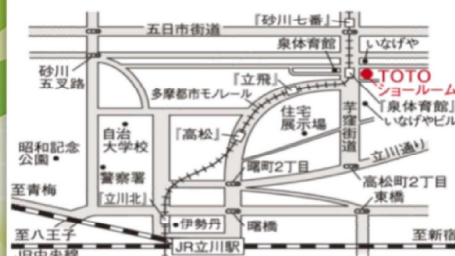 『砂川七番』
五日市街道
泉体育館
いなげや
砂川
五叉路
『立飛』
TOTO
ショールーム
多摩都市モノレール
『泉体育館』
いなげやビル
住宅
展示場
芋窪街道
自治
大学校
『高松』
立川通り
昭和記念
公園
曙町2丁目
警察署
高松町2丁目
至青梅
『立川北』
東橋
伊勢丹
曙橋
至八王子
至新宿
JR立川駅
JR中央線